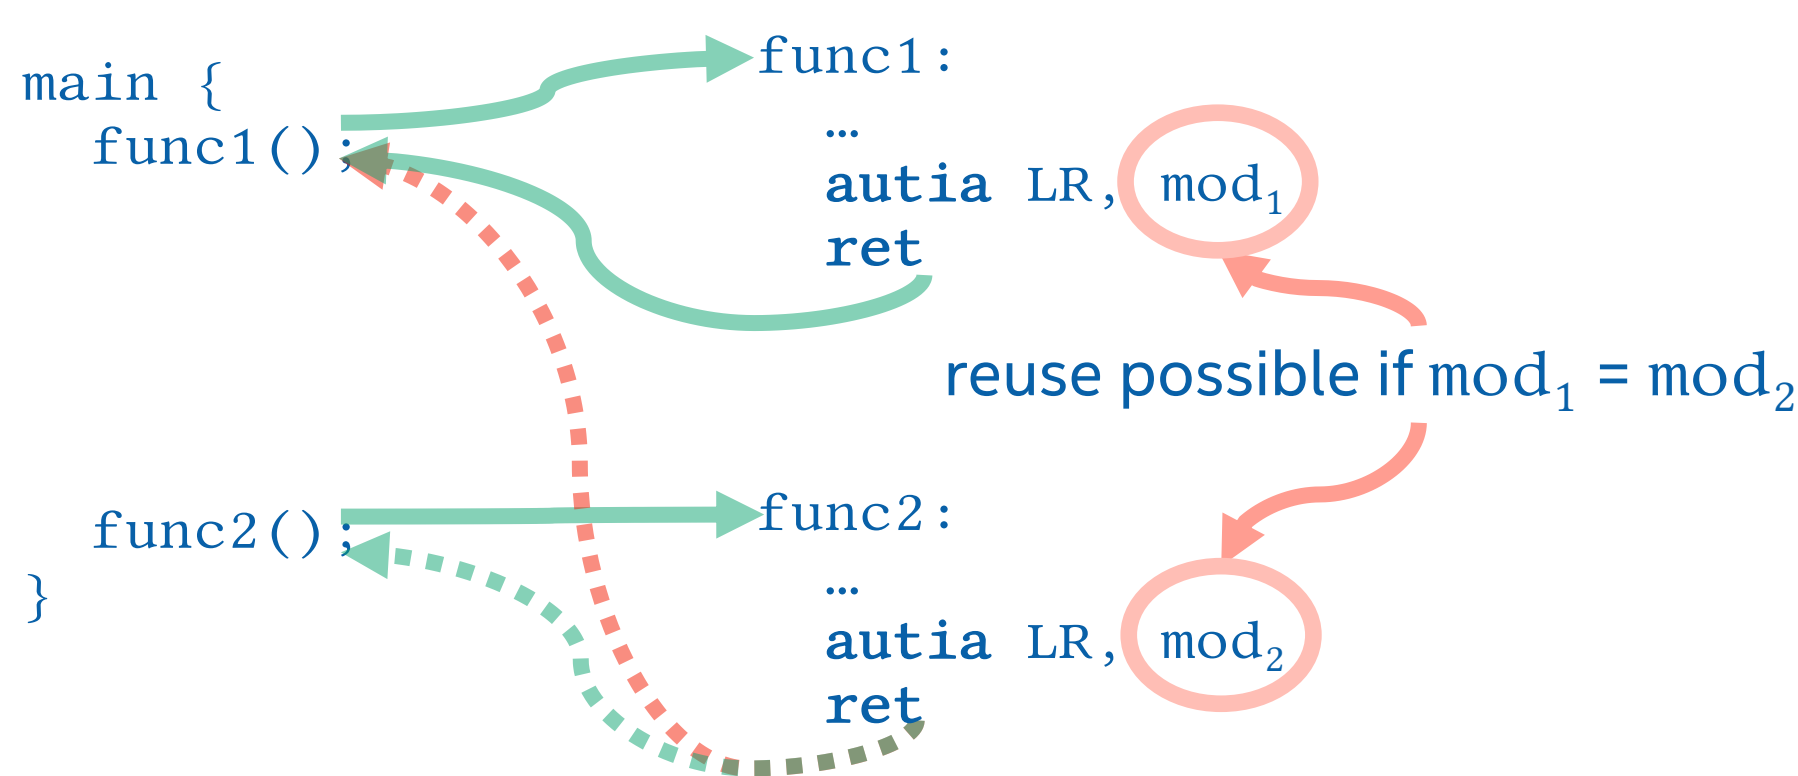 main {
func1();
func2();
}
func1:
…
autia LR, mod₁
ret
reuse possible if mod₁ = mod₂
func2:
…
autia LR, mod₂
ret